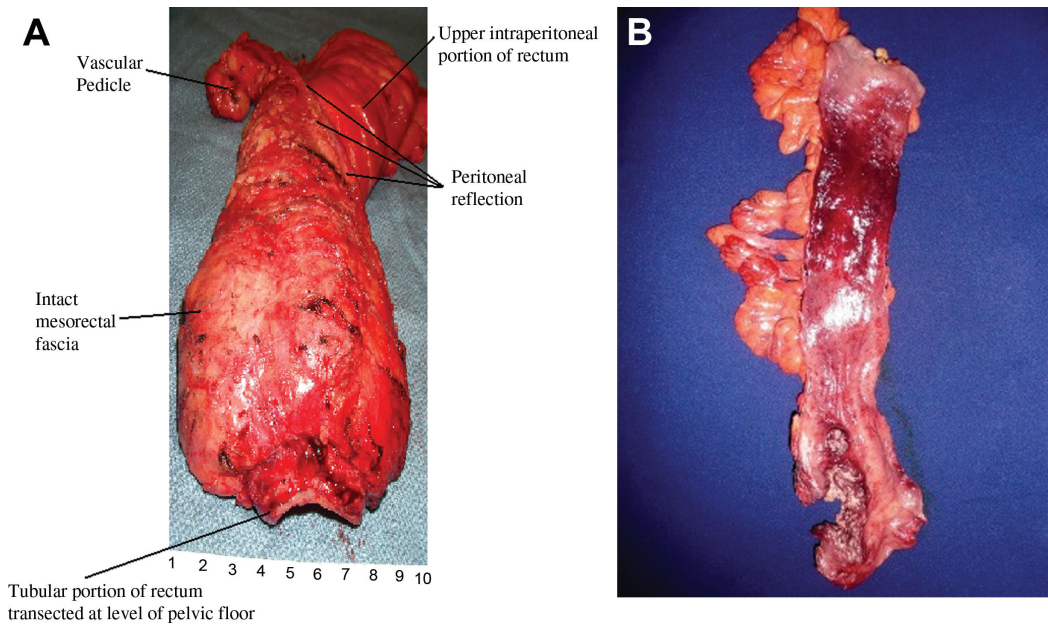 A
Vascular
Pedicle
Upper intraperitoneal
portion of rectum
Peritoneal
reflection
Intact
mesorectal
fascia
1 2 3 4 5 6 7 8 9 10
Tubular portion of rectum
transected at level of pelvic floor
B